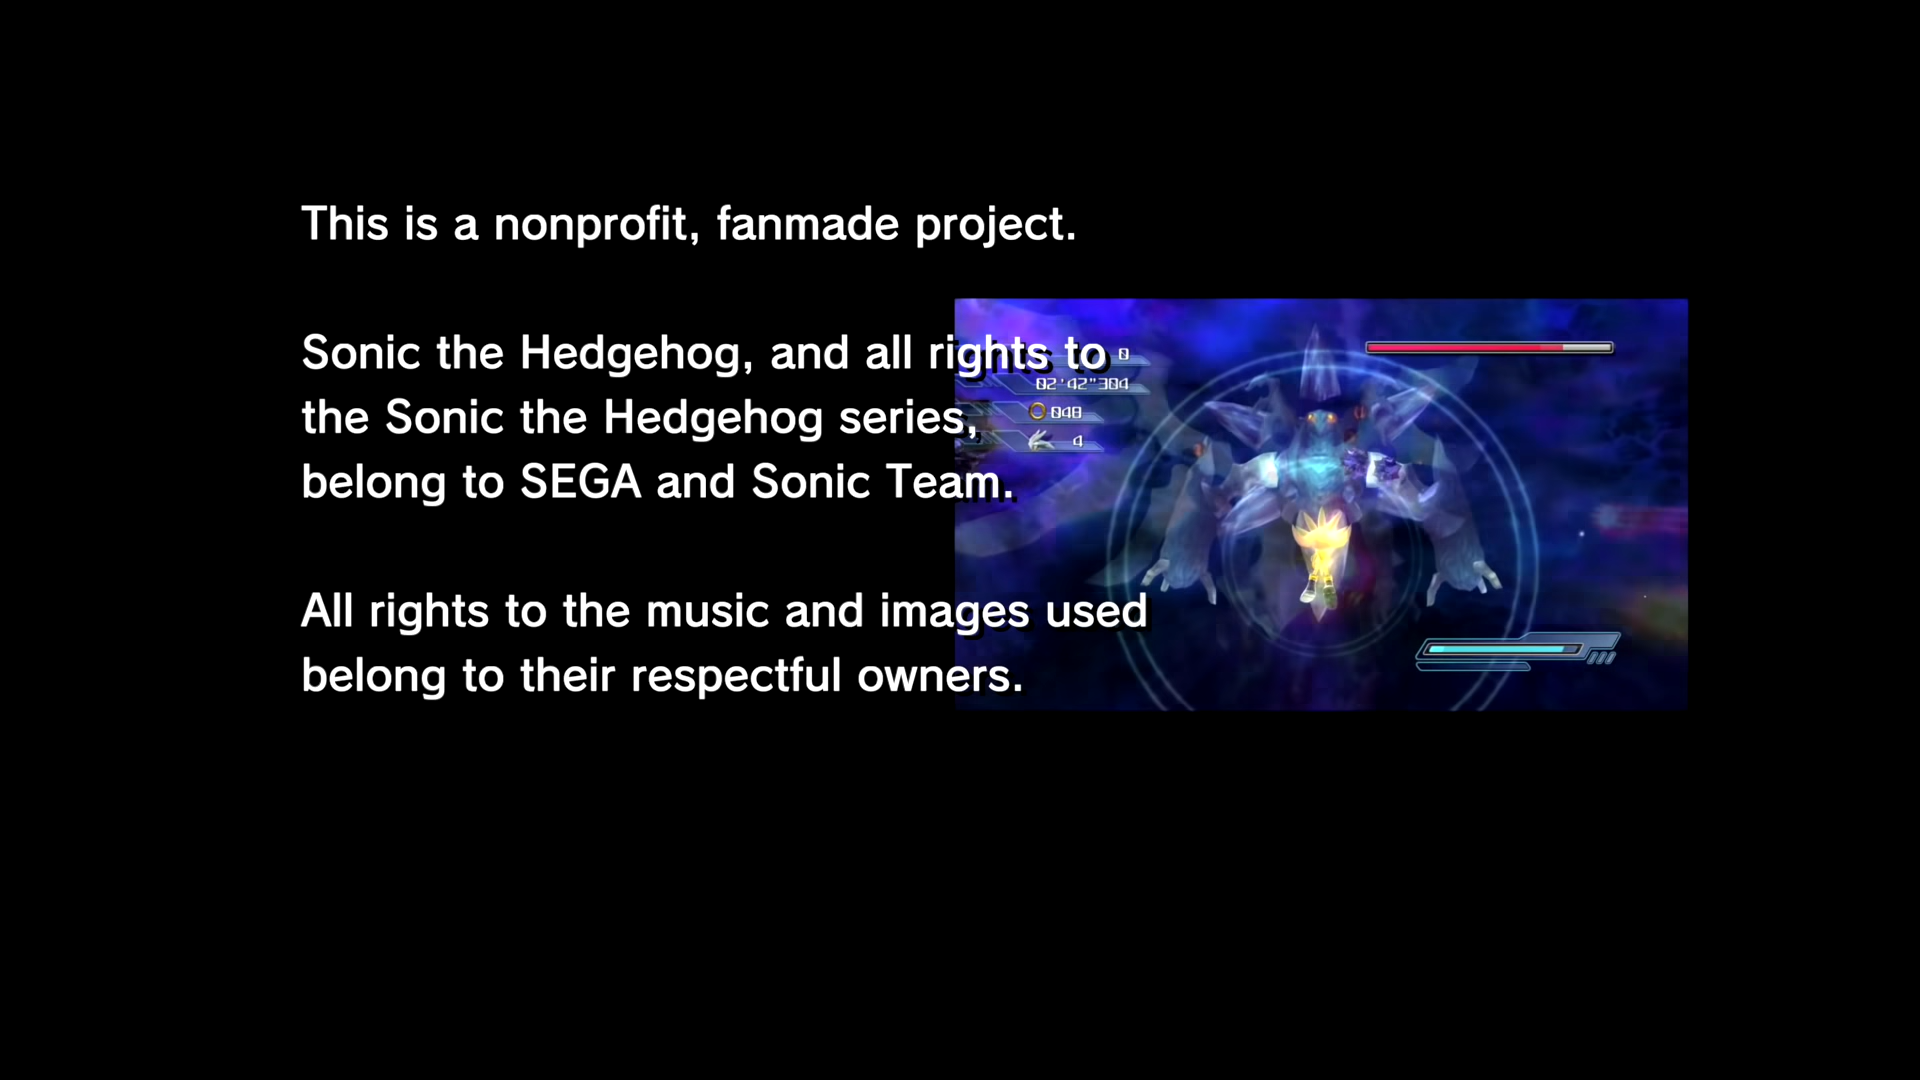 This is a nonprofit, fanmade project.
Sonic the Hedgehog, and all rights to
the Sonic the Hedgehog series,
belong to SEGA and Sonic Team.
All rights to the music and images used
belong to their respectful owners.
0
02'42"304
048
4